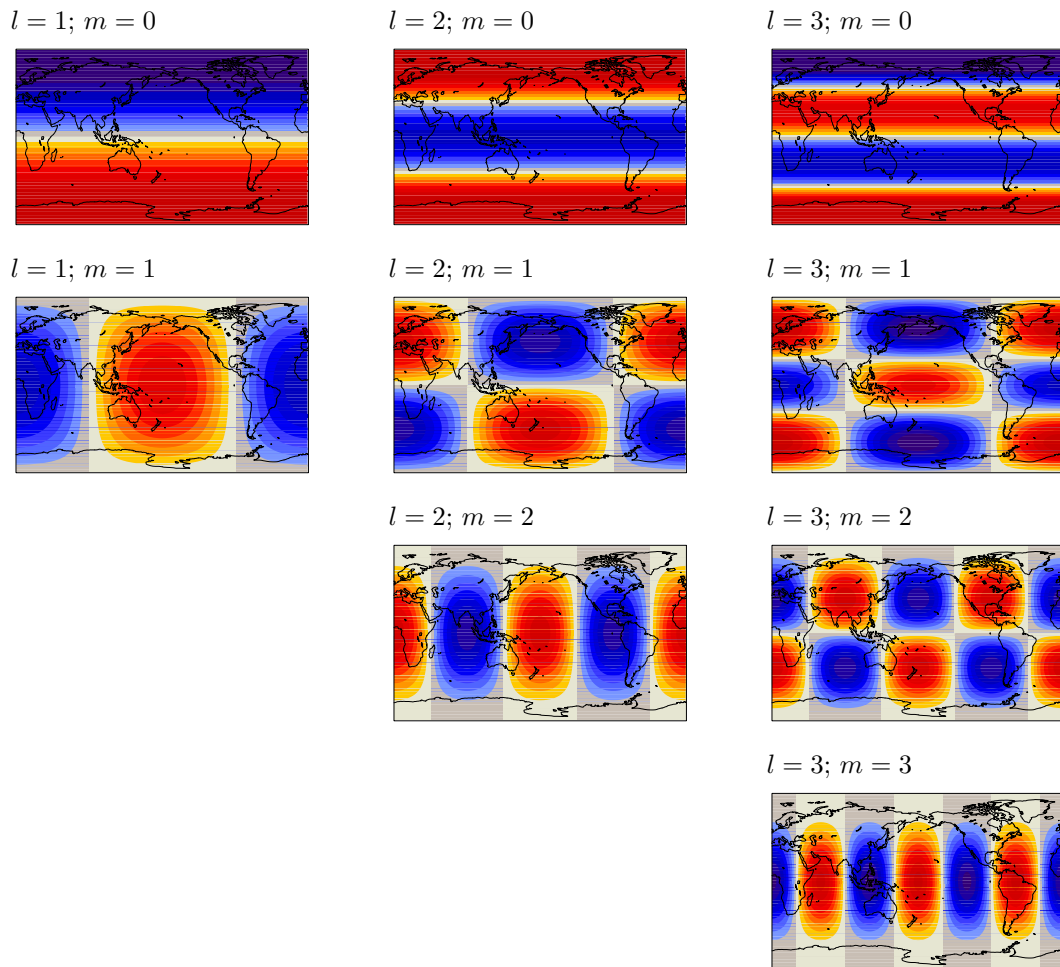 l = 1; m = 0
l = 2; m = 0
l = 3; m = 0
l = 1; m = 1
l = 2; m = 1
l = 3; m = 1
l = 2; m = 2
l = 3; m = 2
l = 3; m = 3